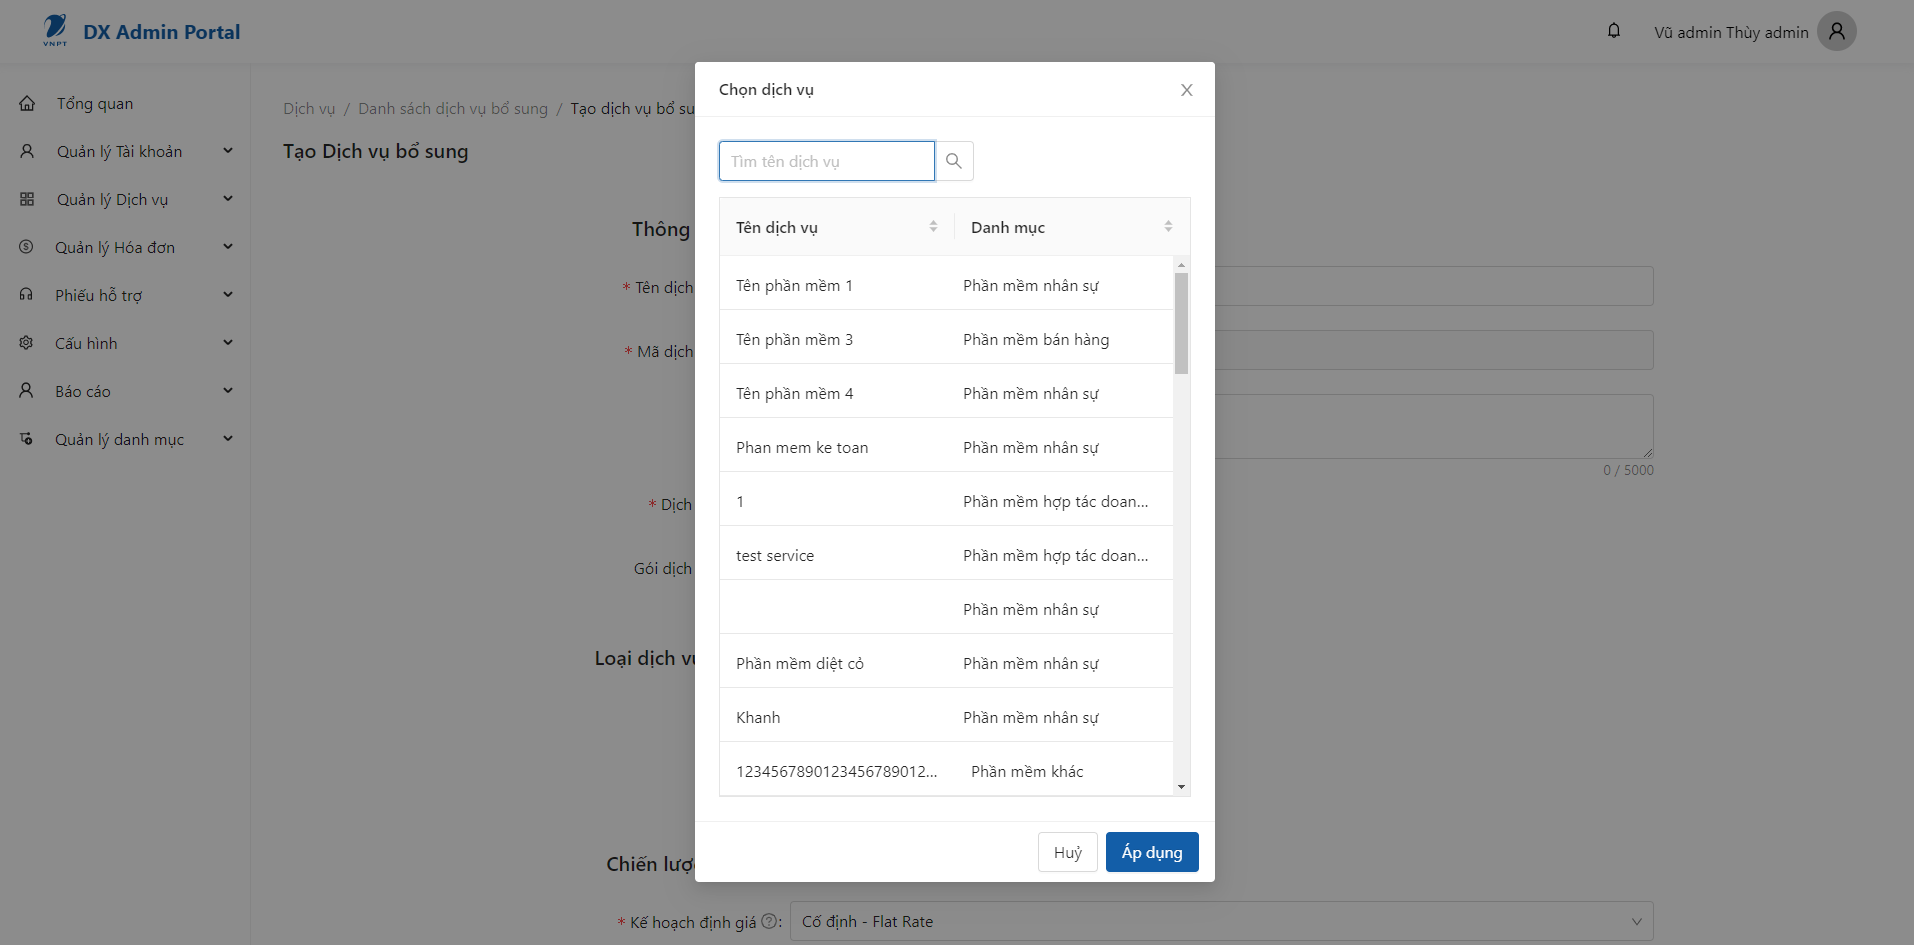 VNPT
DX Admin Portal
Vũ admin Thùy admin
Tổng quan
Quản lý Tài khoản
Quản lý Dịch vụ
Quản lý Hóa đơn
Phiếu hỗ trợ
Cấu hình
Báo cáo
Quản lý danh mục
Dịch vụ / Danh sách dịch vụ bổ sung / Tạo dịch vụ bổ su
Tạo Dịch vụ bổ sung
Thông
* Tên dịch
* Mã dịch
0 / 5000
* Dịch
Gói dịch
Loại dịch vụ
Chiến lược
* Kế hoạch định giá ?:
Cố định - Flat Rate
Chọn dịch vụ
Tìm tên dịch vụ
Tên dịch vụ Danh mục
Tên phần mềm 1 Phần mềm nhân sự
Tên phần mềm 3 Phần mềm bán hàng
Tên phần mềm 4 Phần mềm nhân sự
Phan mem ke toan Phần mềm nhân sự
1 Phần mềm hợp tác doan...
test service Phần mềm hợp tác doan...
Phần mềm nhân sự
Phần mềm diệt cỏ Phần mềm nhân sự
Khanh Phần mềm nhân sự
1234567890123456789012... Phần mềm khác
Huỷ
Áp dụng